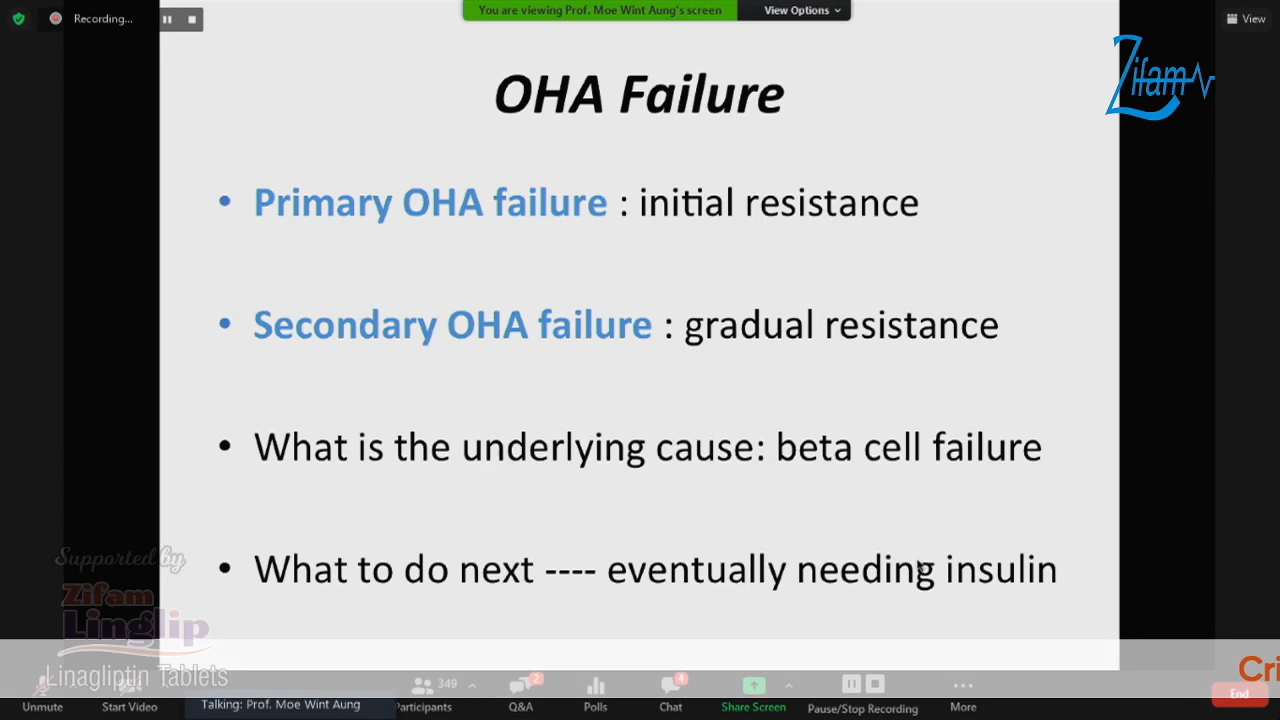 Recording...
You are viewing Prof. Moe Wint Aung's screen
View Options
View
Zifam
OHA Failure
• Primary OHA failure : initial resistance
• Secondary OHA failure : gradual resistance
• What is the underlying cause: beta cell failure
• What to do next ---- eventually needing insulin
Supported by
Zifam
Linglip
Linagliptin Tablets
Cri
Unmute
Start Video
Talking: Prof. Moe Wint Aung
349
Participants
2
Q&A
Polls
4
Chat
Share Screen
Pause/Stop Recording
More
End